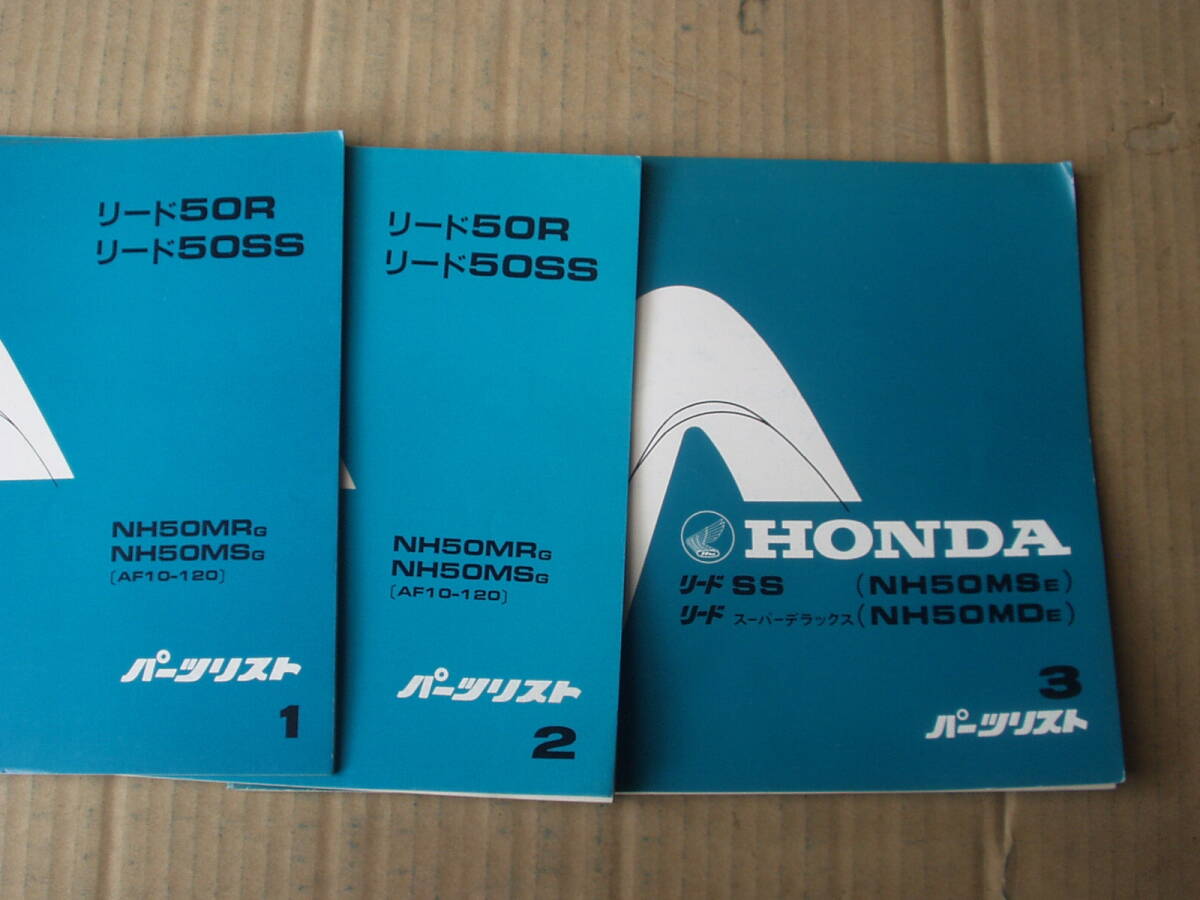 リード50R
リード50SS
NH50MRG
NH50MSG
(AF10-120)
パーツリスト
1
リード50R
リード50SS
NH50MRG
NH50MSG
(AF10-120)
パーツリスト
2
HONDA
リード SS (NH50MSE)
リード スーパーデラックス (NH50MDE)
3
パーツリスト